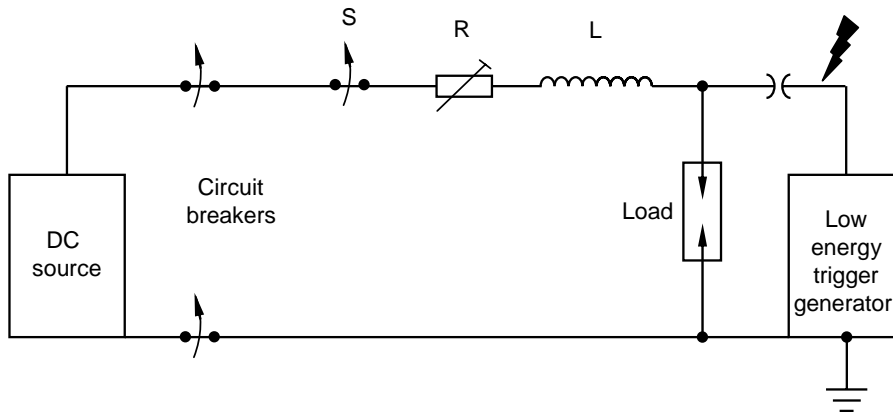 S
R
L
Circuit
breakers
DC
source
Load
Low
energy
trigger
generator